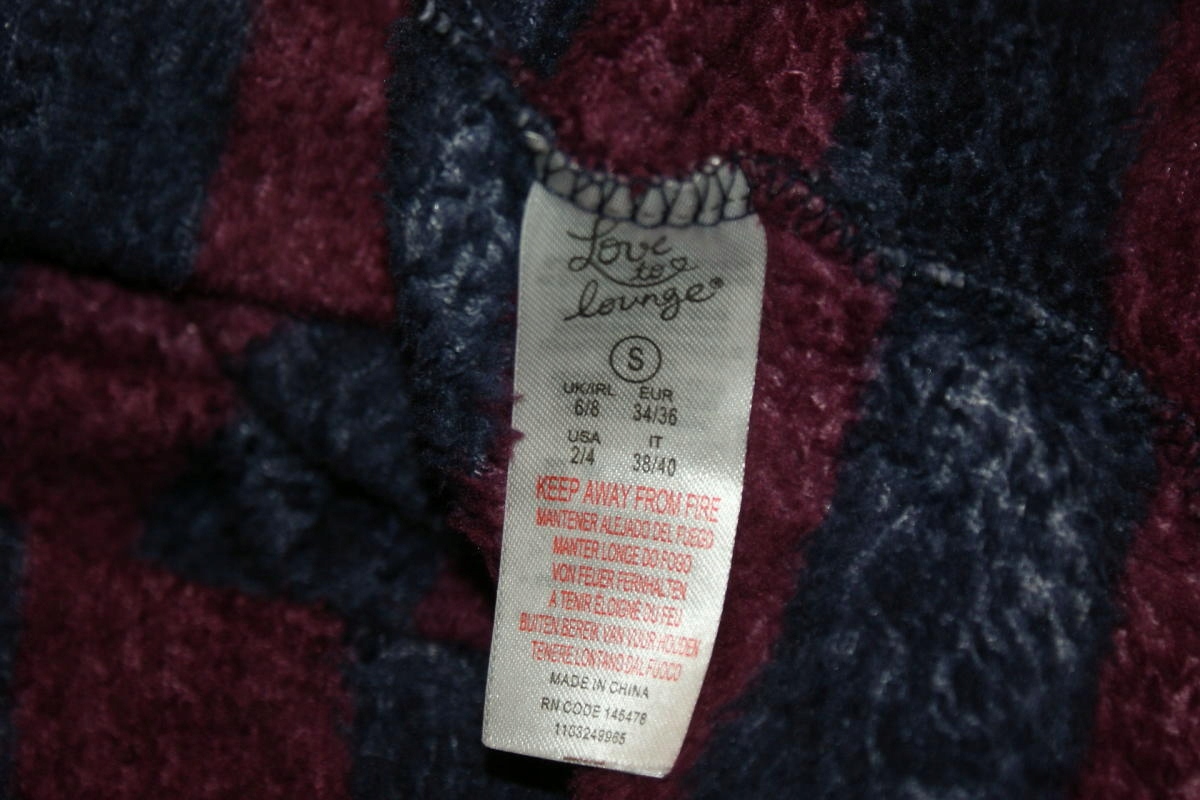 Love
to
lounge®
S
UK/IRL EUR
6/8 34/36
USA IT
2/4 38/40
KEEP AWAY FROM FIRE
MANTENER ALEJADO DEL FUEGO
MANTER LONGE DO FOGO
VON FEUER FERNHALTEN
A TENIR ÉLOIGNÉ DU FEU
BUITEN BEREIK VAN VUUR HOUDEN
TENERE LONTANO DAL FUOCO
MADE IN CHINA
RN CODE 145478
1103249965